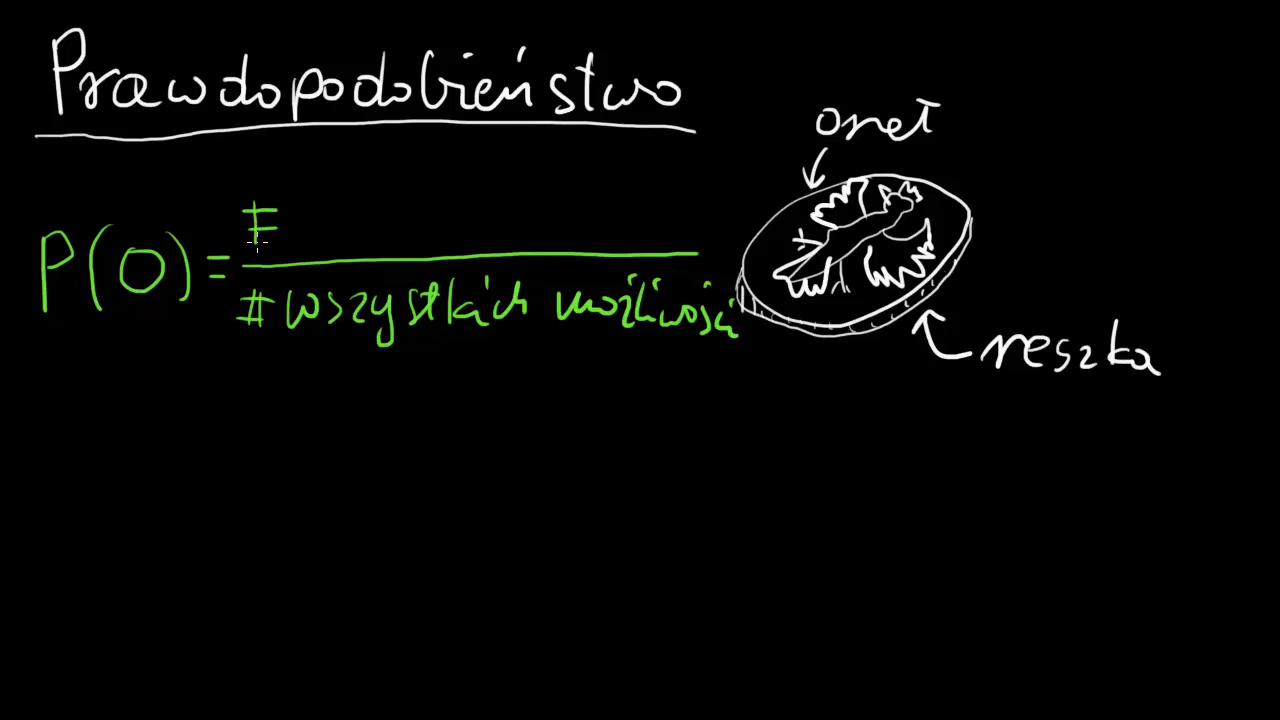 Prawdopodobieństwo
orzeł
P(O) =
#wszystkich możliwości
reszka